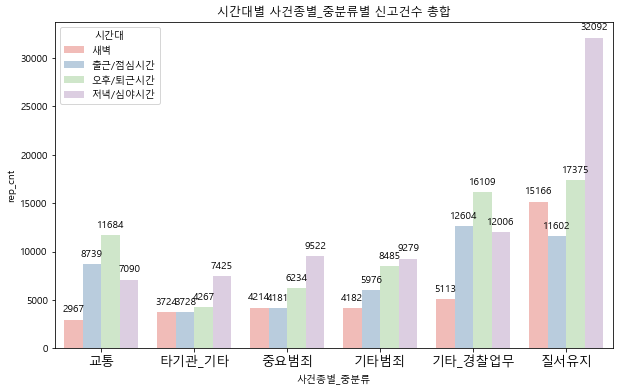 시간대별 사건종별_중분류별 신고건수 총합
시간대
새벽
출근/점심시간
오후/퇴근시간
저녁/심야시간
rep_cnt
30000
25000
20000
15000
10000
5000
0
2967
8739
11684
7090
3724
3728
4267
7425
4214
4181
6234
9522
4182
5976
8485
9279
5113
12604
16109
12006
15166
11602
17375
32092
교통
타기관_기타
중요범죄
기타범죄
기타_경찰업무
질서유지
사건종별_중분류